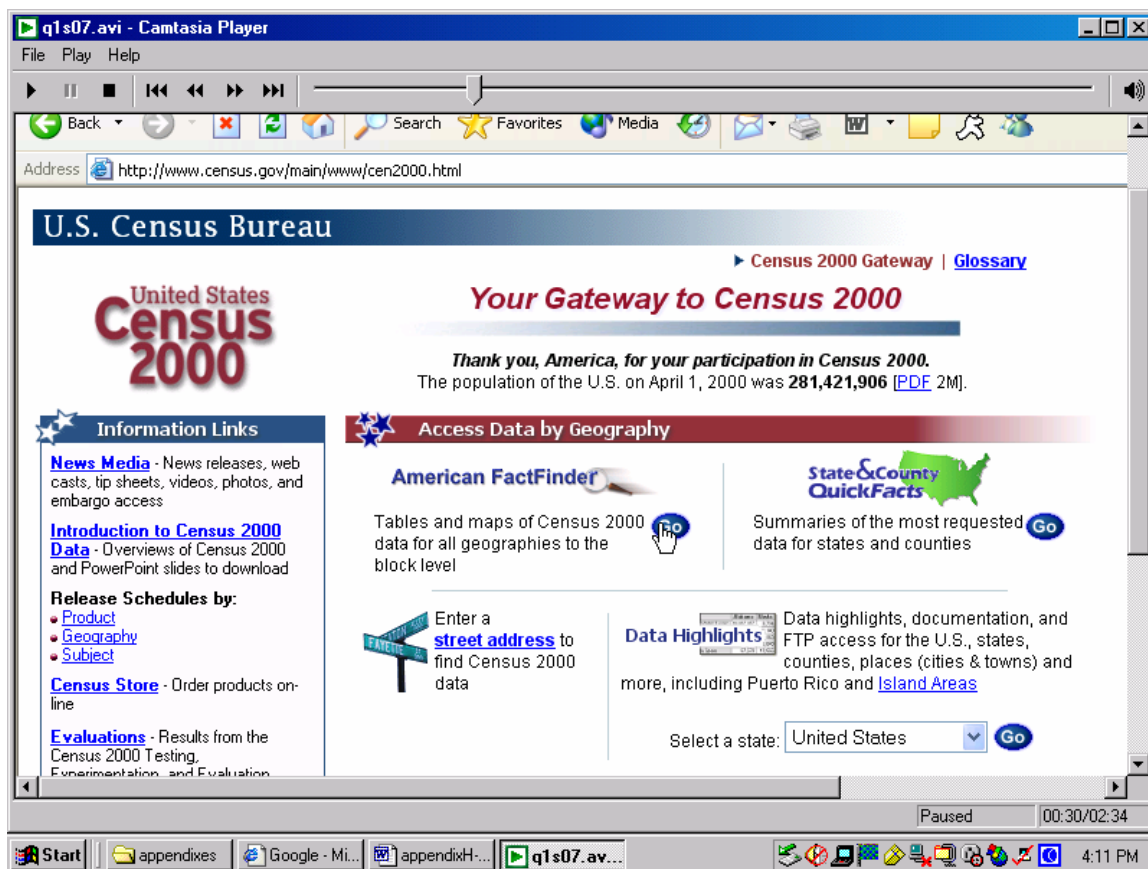 q1s07.avi - Camtasia Player
File Play Help
Back Search Favorites Media
Address http://www.census.gov/main/www/cen2000.html
U.S. Census Bureau
Census 2000 Gateway | Glossary
United States
Census
2000
Your Gateway to Census 2000
Thank you, America, for your participation in Census 2000.
The population of the U.S. on April 1, 2000 was 281,421,906 [PDF 2M].
Information Links
News Media - News releases, web
casts, tip sheets, videos, photos, and
embargo access
Introduction to Census 2000
Data - Overviews of Census 2000
and PowerPoint slides to download
Release Schedules by:
Product
Geography
Subject
Census Store - Order products on-
line
Evaluations - Results from the
Census 2000 Testing,
Experimentation, and Evaluation
Access Data by Geography
American FactFinder
Tables and maps of Census 2000
data for all geographies to the
block level
Go
State & County
QuickFacts
Summaries of the most requested
data for states and counties
Go
Enter a
street address to
find Census 2000
data
FAYETTE
Data Highlights
Data highlights, documentation, and
FTP access for the U.S., states,
counties, places (cities & towns) and
more, including Puerto Rico and Island Areas
Select a state: United States Go
Paused 00:30/02:34
Start appendixes Google - Mi... appendixH-... q1s07.av... 4:11 PM